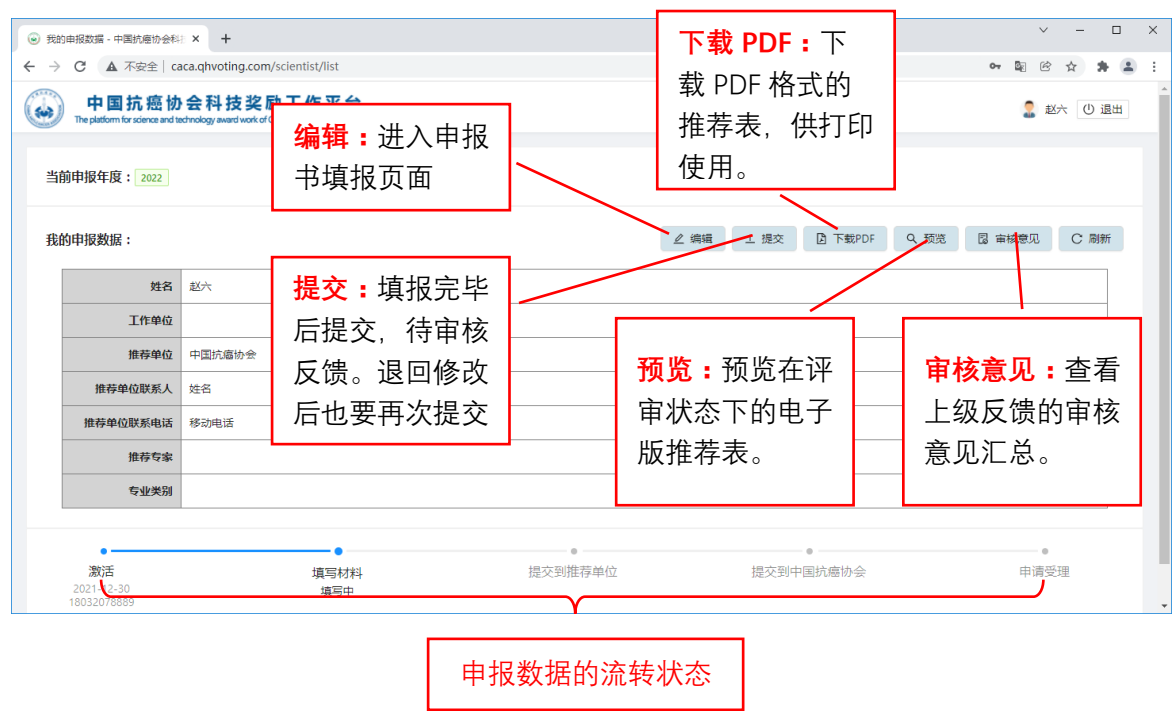 我的申报数据 - 中国抗癌协会科
不安全 | caca.qhvoting.com/scientist/list
中国抗癌协会科技奖励工作平台
The platform for science and technology award work of C
赵六
退出
当前申报年度：2022
我的申报数据：
编辑
提交
下载PDF
预览
审核意见
刷新
姓名 赵六
工作单位
推荐单位 中国抗癌协会
推荐单位联系人 姓名
推荐单位联系电话 移动电话
推荐专家
专业类别
激活
2021-12-30
18032078889
填写材料
填写中
提交到推荐单位
提交到中国抗癌协会
申请受理
下载 PDF：下
载 PDF 格式的
推荐表，供打印
使用。
编辑：进入申报
书填报页面
提交：填报完毕
后提交，待审核
反馈。退回修改
后也要再次提交
预览：预览在评
审状态下的电子
版推荐表。
审核意见：查看
上级反馈的审核
意见汇总。
申报数据的流转状态